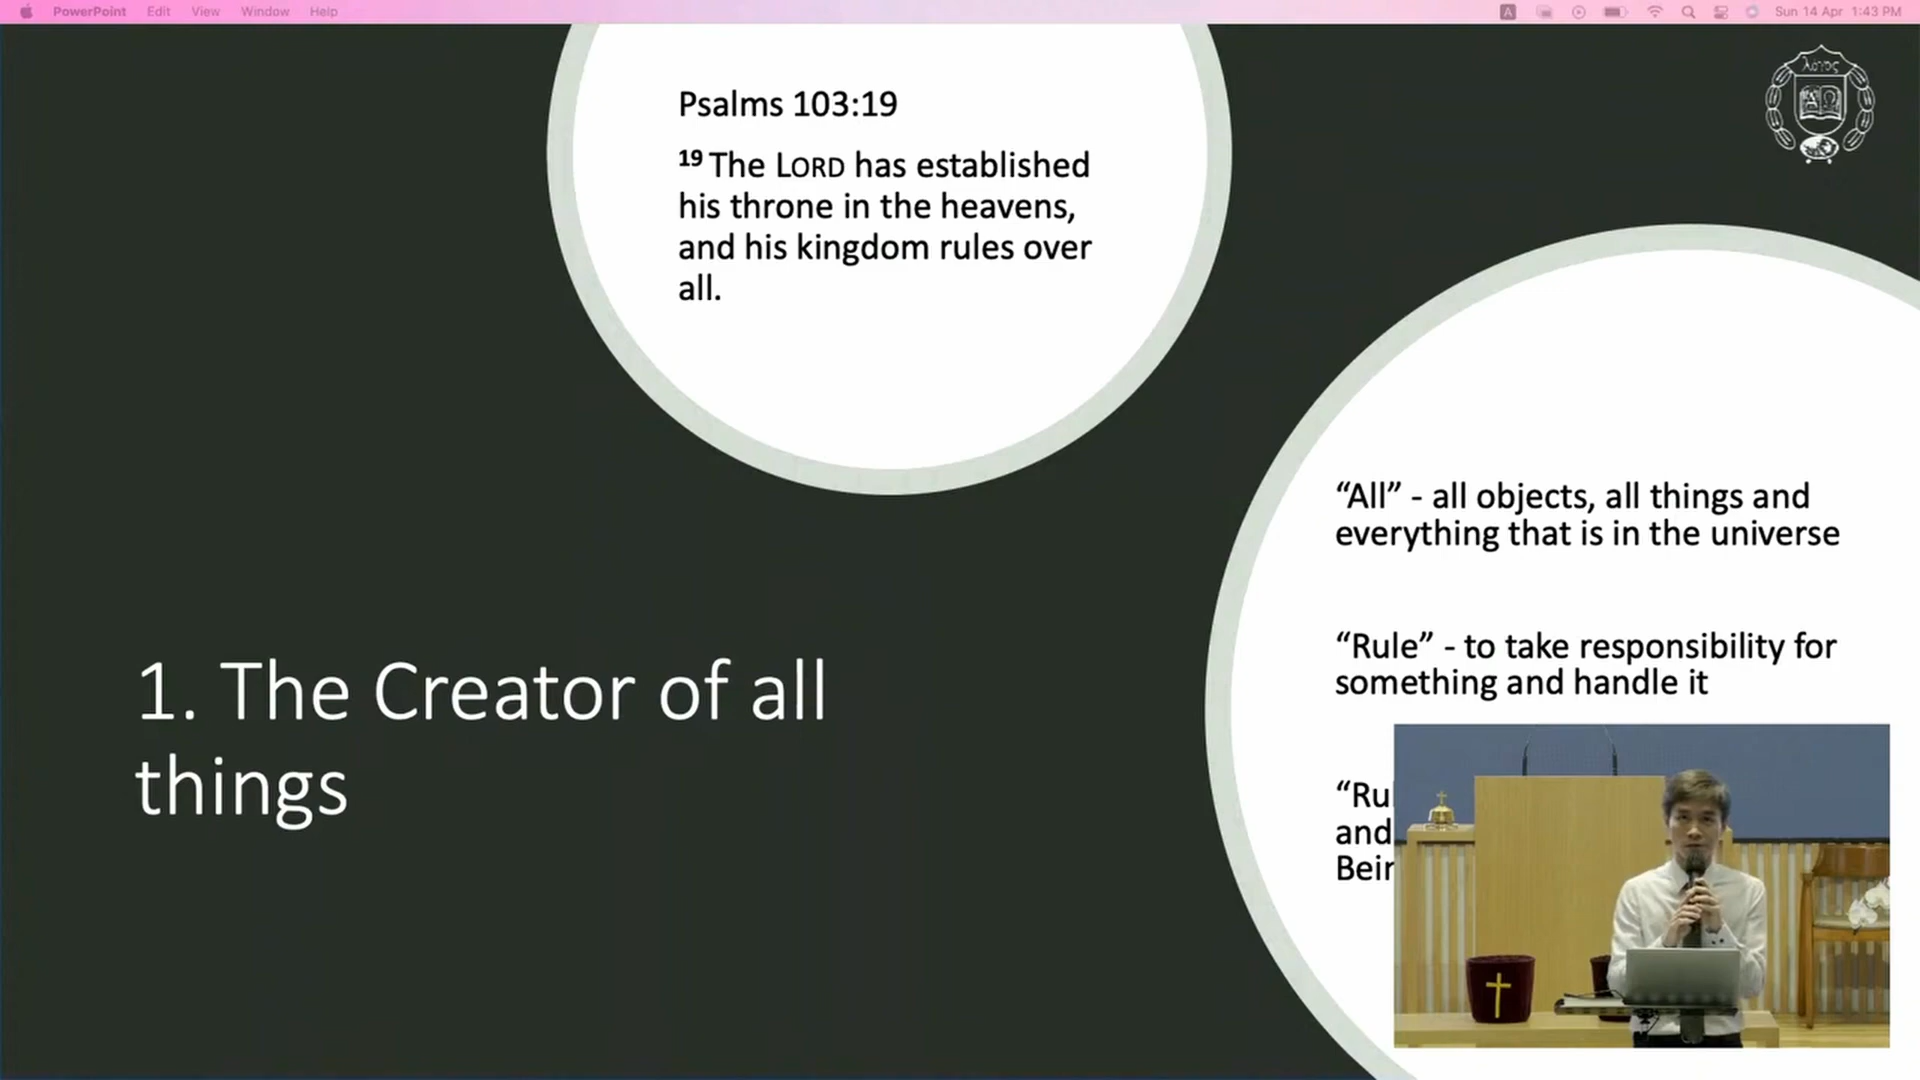 PowerPoint Edit View Window Help
A
Sun 14 Apr 1:43 PM
λόγος
A Ω
Psalms 103:19
19 The LORD has established
his throne in the heavens,
and his kingdom rules over
all.
“All” - all objects, all things and
everything that is in the universe
“Rule” - to take responsibility for
something and handle it
and
1. The Creator of all
things